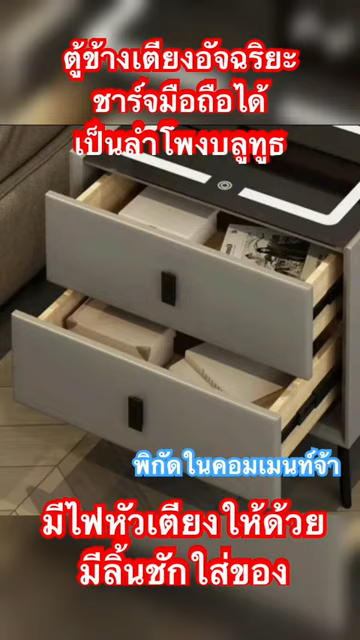 ตู้ข้างเตียงอัจฉริยะ
ชาร์จมือถือได้
เป็นลำโพงบลูทูธ
พิกัดในคอมเมนท์จ้า
มีไฟหัวเตียงให้ด้วย
มีลิ้นชักใส่ของ